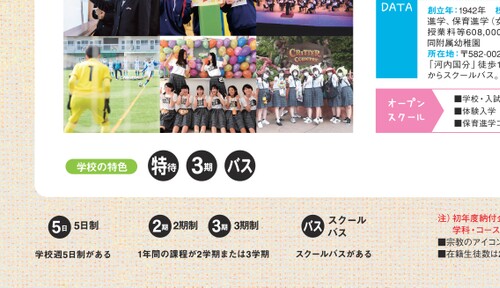 DATA
創立年:1942年
進学、保育進学(
授業料等608,000
同附属幼稚園
所在地:〒582-002
「河内国分」徒歩1
からスクールバス。
オープン
スクール
■学校・入試
■体験入学
■保育進学コ
CRITTER
COUNTRY
学校の特色
特待
3期
バス
5日
5日制
2期
2期制
3期
3期制
バス
スクール
バス
学校週5日制がある
1年間の課程が2学期または3学期
スクールバスがある
注)初年度納付金
学科・コース
■宗教のアイコン
■在籍生徒数は